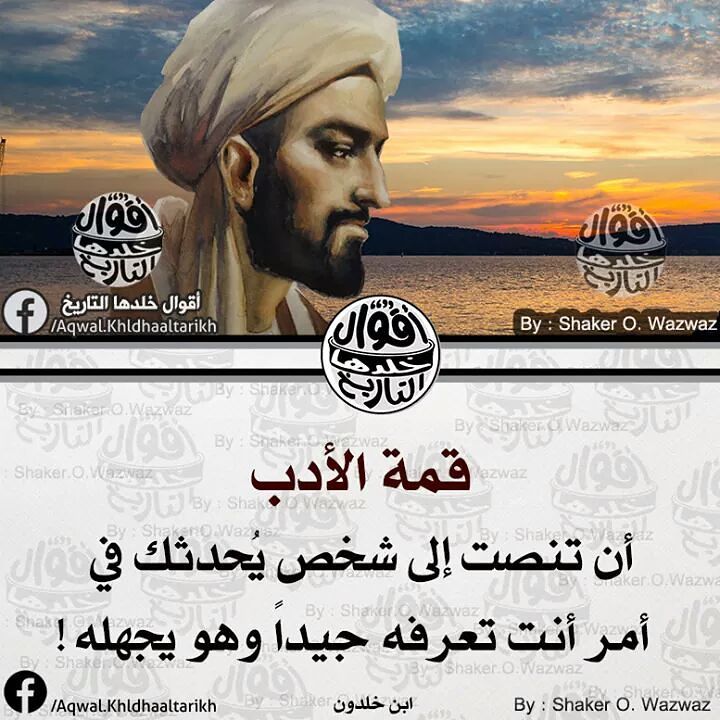 أقوال خلدها التاريخ
/Aqwal.Khldhaaltarikh
By : Shaker O. Wazwaz
أقوال خلدها التاريخ
قمة الأدب
أن تنصت إلى شخص يُحدثك في
أمر أنت تعرفه جيداً وهو يجهله !
/Aqwal.Khldhaaltarikh
ابن خلدون
By : Shaker O. Wazwaz